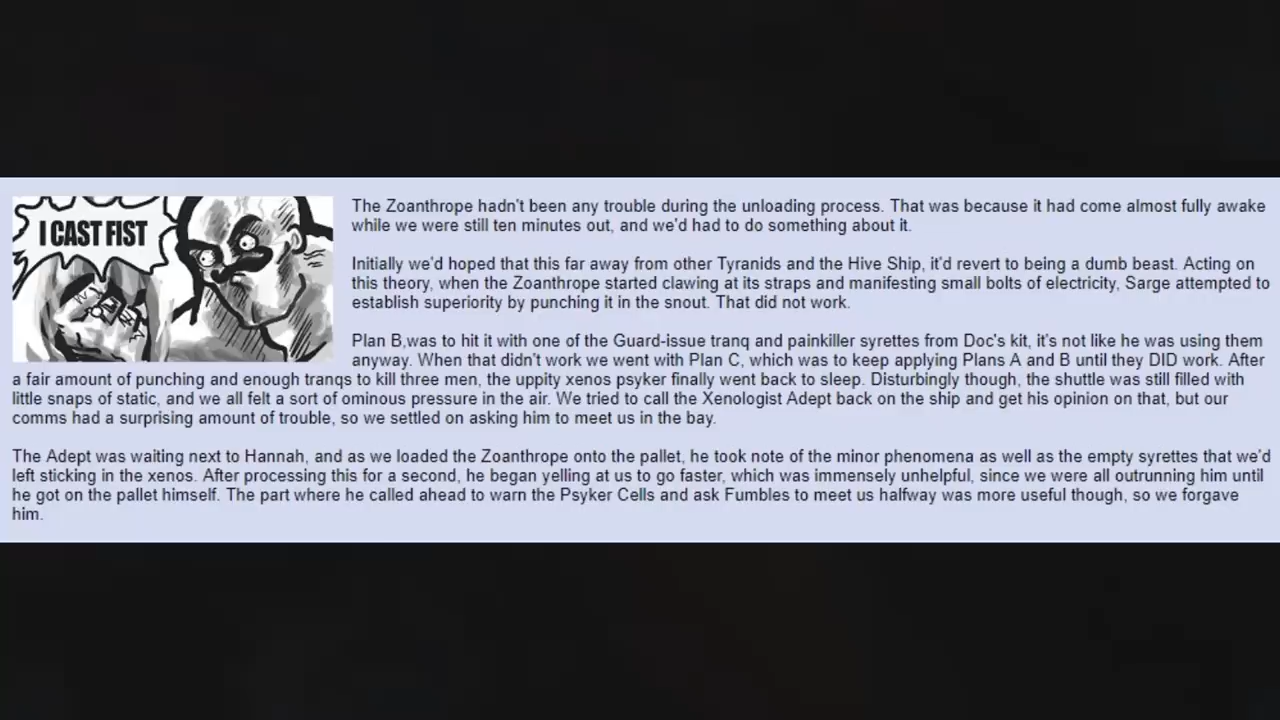 I CAST FIST
The Zoanthrope hadn't been any trouble during the unloading process. That was because it had come almost fully awake
while we were still ten minutes out, and we'd had to do something about it.
Initially we'd hoped that this far away from other Tyranids and the Hive Ship, it'd revert to being a dumb beast. Acting on
this theory, when the Zoanthrope started clawing at its straps and manifesting small bolts of electricity, Sarge attempted to
establish superiority by punching it in the snout. That did not work.
Plan B,was to hit it with one of the Guard-issue tranq and painkiller syrettes from Doc's kit, it's not like he was using them
anyway. When that didn't work we went with Plan C, which was to keep applying Plans A and B until they DID work. After
a fair amount of punching and enough tranqs to kill three men, the uppity xenos psyker finally went back to sleep. Disturbingly though, the shuttle was still filled with
little snaps of static, and we all felt a sort of ominous pressure in the air. We tried to call the Xenologist Adept back on the ship and get his opinion on that, but our
comms had a surprising amount of trouble, so we settled on asking him to meet us in the bay.
The Adept was waiting next to Hannah, and as we loaded the Zoanthrope onto the pallet, he took note of the minor phenomena as well as the empty syrettes that we'd
left sticking in the xenos. After processing this for a second, he began yelling at us to go faster, which was immensely unhelpful, since we were all outrunning him until
he got on the pallet himself. The part where he called ahead to warn the Psyker Cells and ask Fumbles to meet us halfway was more useful though, so we forgave
him.